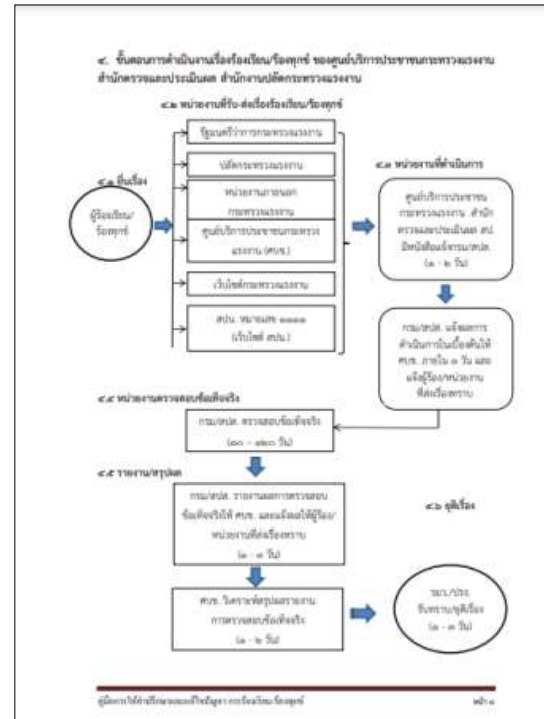 ๔. ขั้นตอนการดำเนินงานเรื่องร้องเรียน/ร้องทุกข์ ของศูนย์บริการประชาชนกระทรวงแรงงาน
สำนักตรวจและประเมินผล สำนักงานปลัดกระทรวงแรงงาน
๔.๒ หน่วยงานที่รับ-ส่งเรื่องร้องเรียน/ร้องทุกข์
รัฐมนตรีว่าการกระทรวงแรงงาน
ปลัดกระทรวงแรงงาน
หน่วยงานภายนอก
กระทรวงแรงงาน
ศูนย์บริการประชาชนกระทรวง
แรงงาน (ศบช.)
เว็บไซต์กระทรวงแรงงาน
สปน. หมายเลข ๑๑๑๑
(เว็บไซต์ สปน.)
๔.๑ ยื่นเรื่อง
ผู้ร้องเรียน/
ร้องทุกข์
๔.๓ หน่วยงานที่ดำเนินการ
ศูนย์บริการประชาชน
กระทรวงแรงงาน สำนัก
ตรวจและประเมินผล สป.
มีหนังสือแจ้งกรม/สปส.
(๑ - ๒ วัน)
กรม/สปส. แจ้งผลการ
ดำเนินการในเบื้องต้นให้
ศบช. ภายใน ๓ วัน และ
แจ้งผู้ร้อง/หน่วยงาน
ที่ส่งเรื่องทราบ
๔.๔ หน่วยงานตรวจสอบข้อเท็จจริง
กรม/สปส. ตรวจสอบข้อเท็จจริง
(๓๐ - ๑๒๐ วัน)
๔.๕ รายงาน/สรุปผล
กรม/สปส. รายงานผลการตรวจสอบ
ข้อเท็จจริงให้ ศบช. และแจ้งผลให้ผู้ร้อง/
หน่วยงานที่ส่งเรื่องทราบ
(๑ - ๓ วัน)
ศบช. วิเคราะห์สรุปผลรายงาน
การตรวจสอบข้อเท็จจริง
(๑ - ๒ วัน)
๔.๖ ยุติเรื่อง
รมว./ปรง.
รับทราบ/ยุติเรื่อง
(๑ - ๓ วัน)
คู่มือการให้คำปรึกษาและแก้ไขปัญหา การร้องเรียน/ร้องทุกข์
หน้า ๘